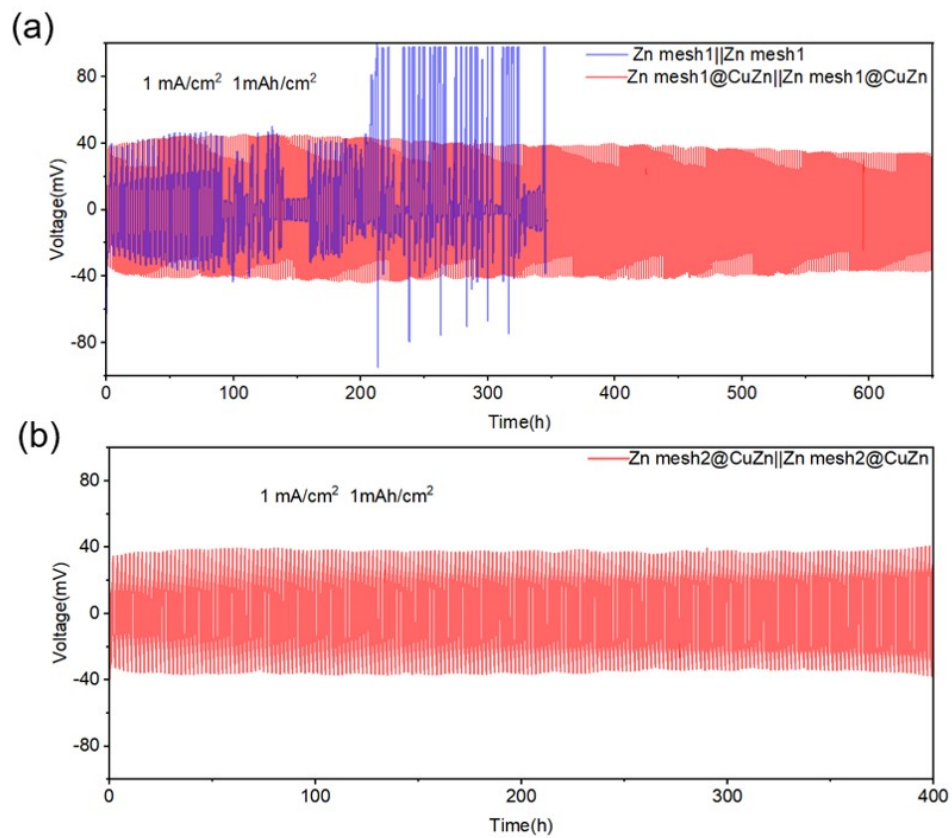 (a)
Zn mesh1||Zn mesh1
Zn mesh1@CuZn||Zn mesh1@CuZn
1 mA/cm² 1mAh/cm²
80
40
0
-40
-80
Voltage(mV)
0 100 200 300 400 500 600
Time(h)
(b)
Zn mesh2@CuZn||Zn mesh2@CuZn
1 mA/cm² 1mAh/cm²
80
40
0
-40
-80
Voltage(mV)
0 100 200 300 400
Time(h)